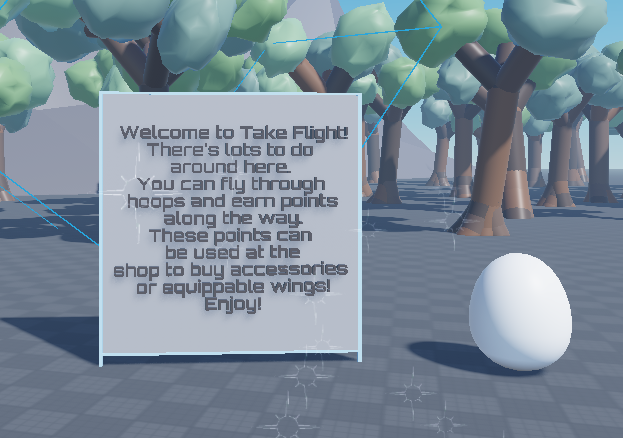 Welcome to Take Flight!
There's lots to do
around here.
You can fly through
hoops and earn points
along the way.
These points can
be used at the
shop to buy accessories
or equippable wings!
Enjoy!